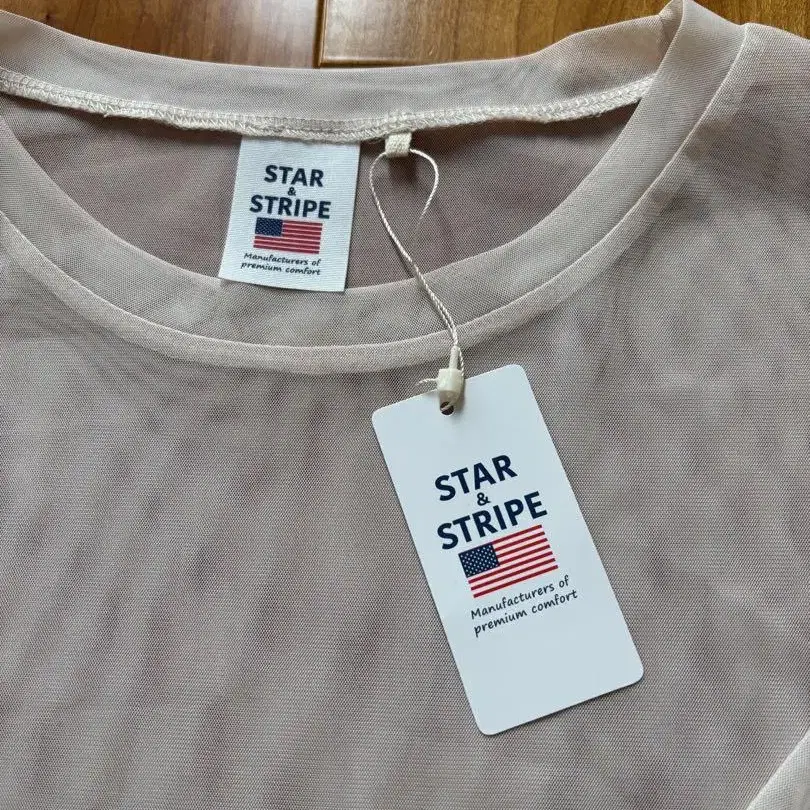 STAR
&
STRIPE
Manufacturers of
premium comfort
STAR
&
STRIPE
Manufacturers of
premium comfort